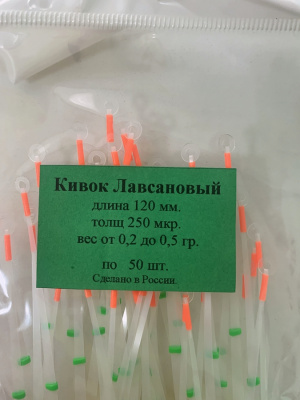 Кивок Лавсановый
длина 120 мм.
толщ 250 мкр.
вес от 0,2 до 0,5 гр.
по 50 шт.
Сделано в России.